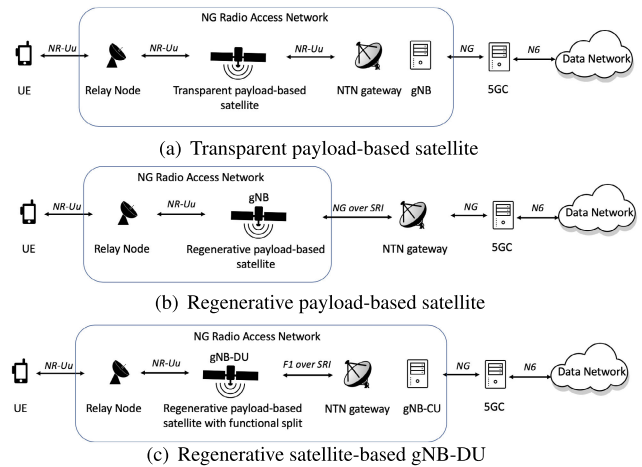 NG Radio Access Network
NR-Uu NR-Uu NR-Uu NG N6
Data Network
UE Relay Node Transparent payload-based satellite NTN gateway gNB 5GC
(a) Transparent payload-based satellite
NG Radio Access Network
gNB
NR-Uu NR-Uu NG over SRI NG N6
Data Network
UE Relay Node Regenerative payload-based satellite NTN gateway 5GC
(b) Regenerative payload-based satellite
NG Radio Access Network
gNB-DU
NR-Uu NR-Uu F1 over SRI NG N6
Data Network
UE Relay Node Regenerative payload-based satellite with functional split NTN gateway gNB-CU 5GC
(c) Regenerative satellite-based gNB-DU